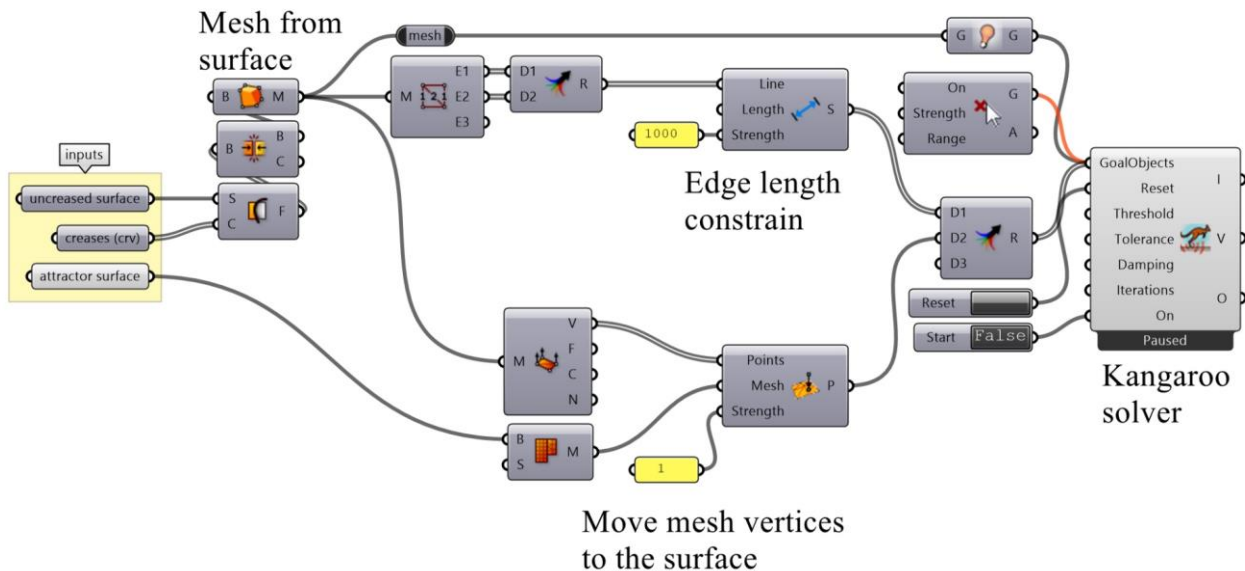 Mesh from
surface
mesh
G G
B M
M E1 E2 E3
D1 D2 R
Line Length Strength S
1000
On Strength Range G A
B B C
inputs
uncreased surface
creases (crv)
attractor surface
S C F
Edge length
constrain
D1 D2 D3 R
GoalObjects
Reset
Threshold
Tolerance
Damping
Iterations
On
I
V
O
Paused
Reset
Start False
Kangaroo
solver
M V F C N
Points Mesh Strength P
B S M
1
Move mesh vertices
to the surface